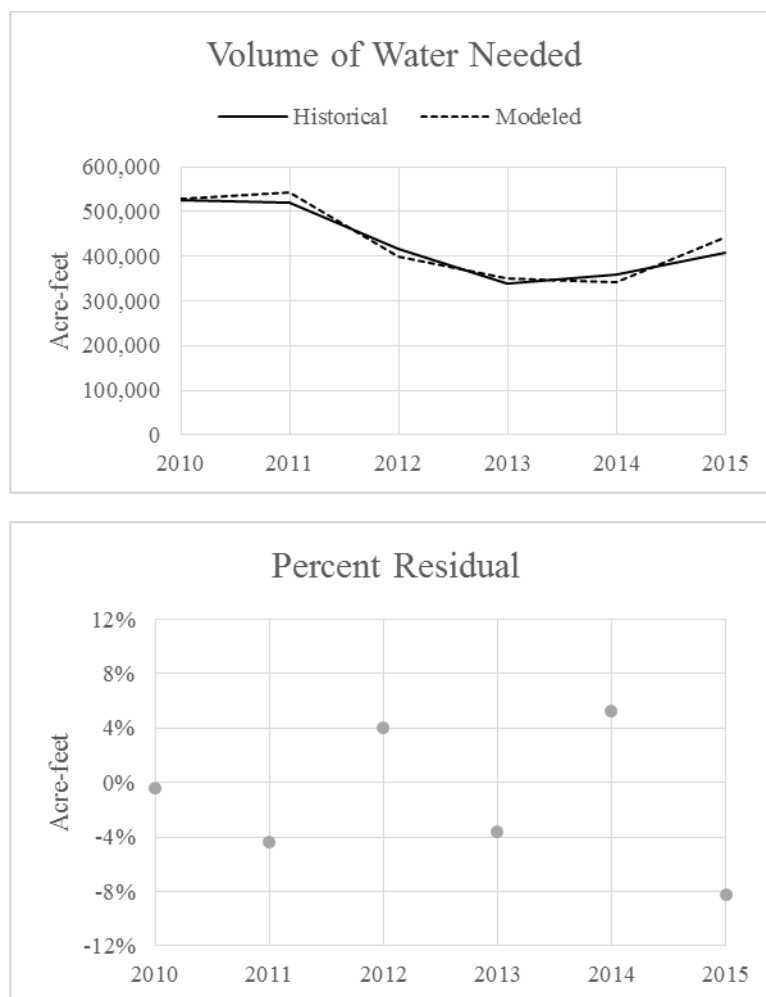 Volume of Water Needed
Historical Modeled
600,000
500,000
400,000
300,000
200,000
100,000
0
Acre-feet
2010 2011 2012 2013 2014 2015
Percent Residual
12%
8%
4%
0%
-4%
-8%
-12%
Acre-feet
2010 2011 2012 2013 2014 2015